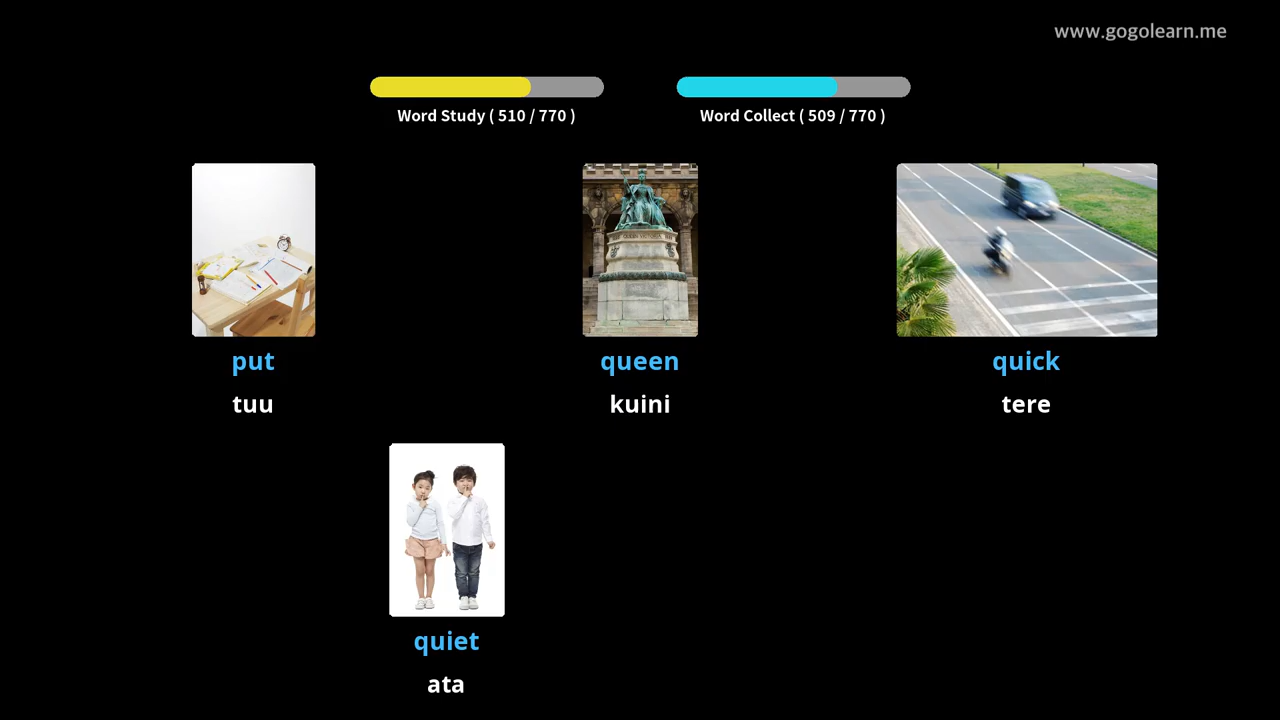 www.gogolearn.me
Word Study ( 510 / 770 )
Word Collect ( 509 / 770 )
put
tuu
queen
kuini
quick
tere
quiet
ata